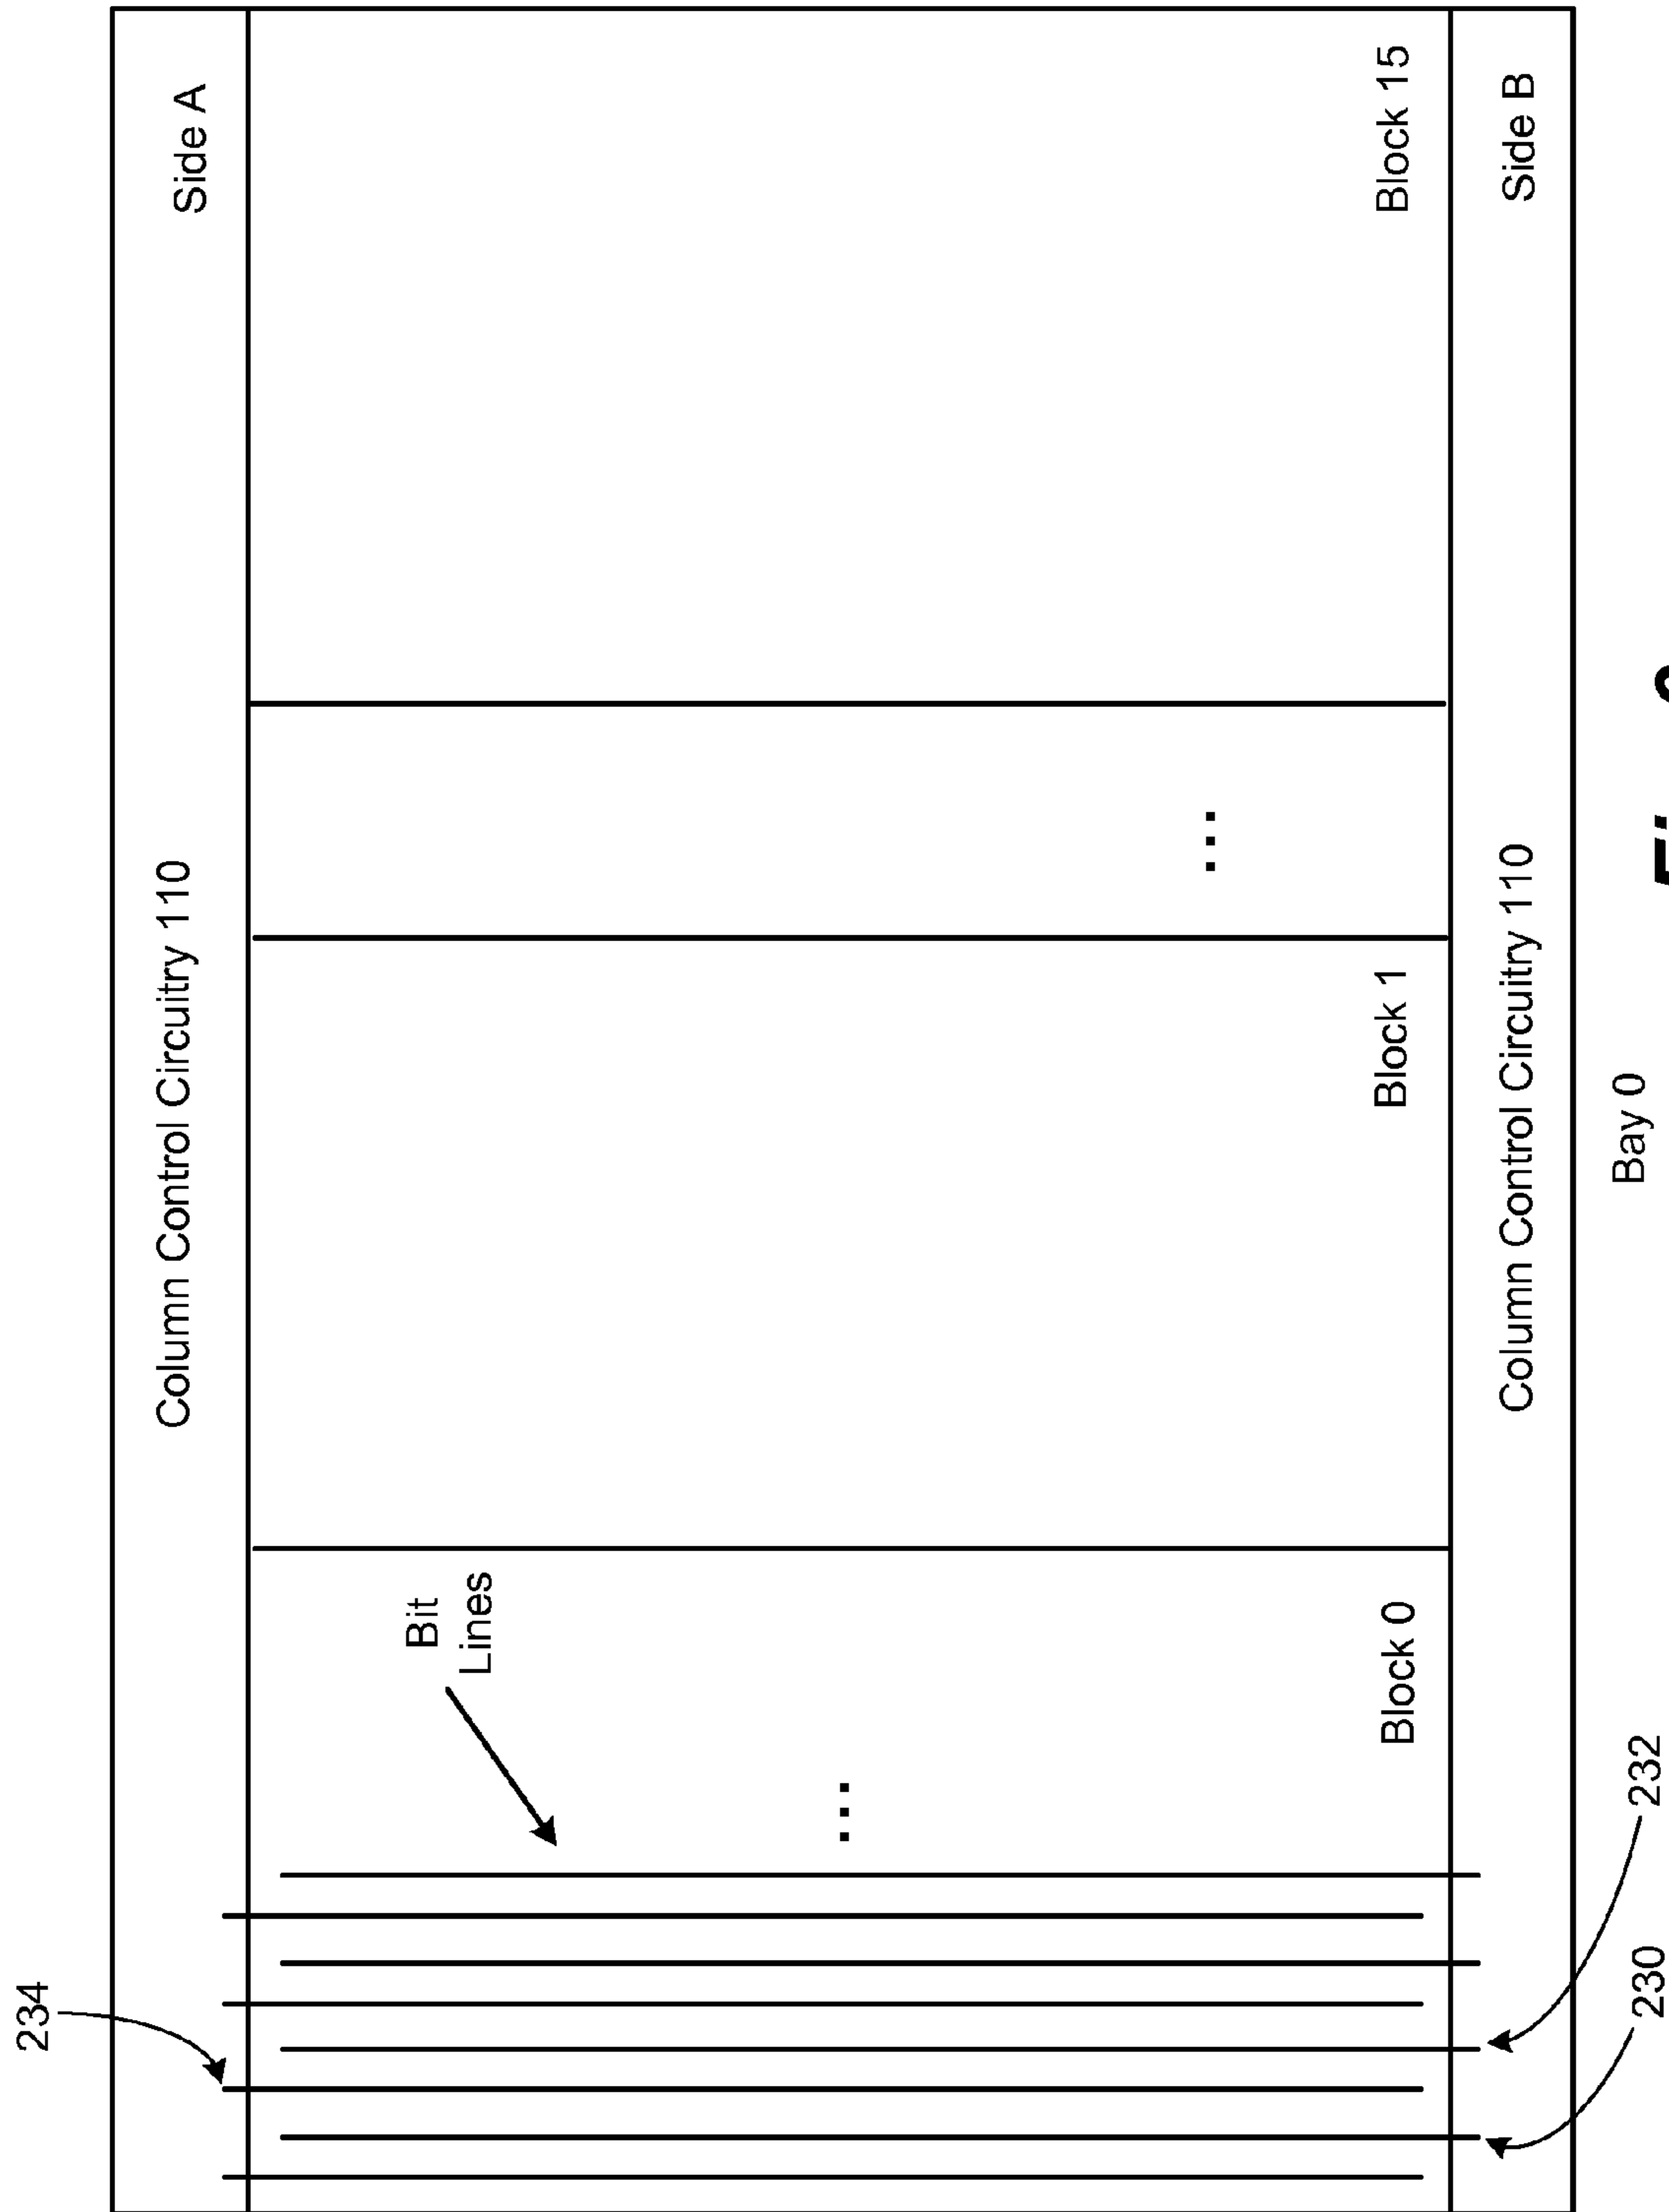 234
Column Control Circuitry 110
Side A
Bit
Lines
...
...
Block 0
Block 1
Block 15
Column Control Circuitry 110
Side B
230
232
Bay 0